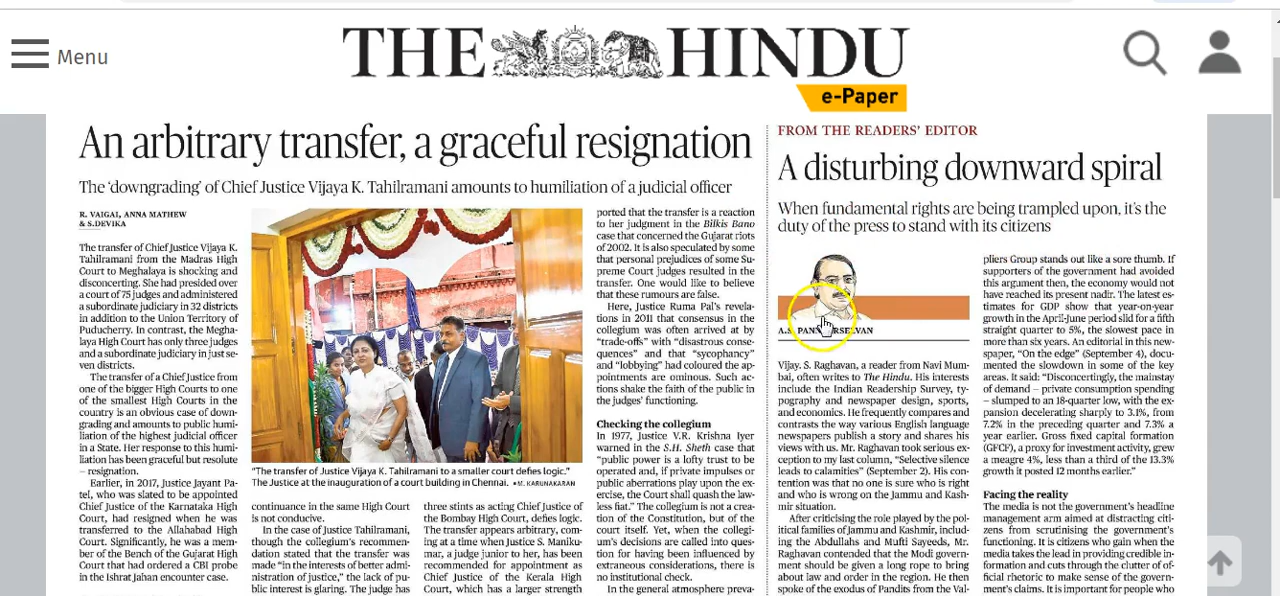 Menu
THE HINDU
e-Paper
An arbitrary transfer, a graceful resignation
The ‘downgrading’ of Chief Justice Vijaya K. Tahilramani amounts to humiliation of a judicial officer
R. VAIGAI, ANNA MATHEW
& S.DEVIKA
The transfer of Chief Justice Vijaya K.
Tahilramani from the Madras High
Court to Meghalaya is shocking and
disconcerting. She had presided over
a court of 75 judges and administered
a subordinate judiciary in 32 districts
in addition to the Union Territory of
Puducherry. In contrast, the Megha-
laya High Court has only three judges
and a subordinate judiciary in just se-
ven districts.
The transfer of a Chief Justice from
one of the bigger High Courts to one
of the smallest High Courts in the
country is an obvious case of down-
grading and amounts to public humi-
liation of the highest judicial officer
in a State. Her response to this humi-
liation has been graceful but resolute
– resignation.
Earlier, in 2017, Justice Jayant Pa-
tel, who was slated to be appointed
Chief Justice of the Karnataka High
Court, had resigned when he was
transferred to the Allahabad High
Court. Significantly, he was a mem-
ber of the Bench of the Gujarat High
Court that had ordered a CBI probe
in the Ishrat Jahan encounter case.
“The transfer of Justice Vijaya K. Tahilramani to a smaller court defies logic.”
The Justice at the inauguration of a court building in Chennai. ■ M. KARUNAKARAN
continuance in the same High Court
is not conducive.
In the case of Justice Tahilramani,
though the collegium’s recommen-
dation stated that the transfer was
made “in the interests of better admi-
nistration of justice,” the lack of pu-
blic interest is glaring. The judge has
three stints as acting Chief Justice of
the Bombay High Court, defies logic.
The transfer appears arbitrary, com-
ing at a time when Justice S. Maniku-
mar, a judge junior to her, has been
recommended for appointment as
Chief Justice of the Kerala High
Court, which has a larger strength
ported that the transfer is a reaction
to her judgment in the Bilkis Bano
case that concerned the Gujarat riots
of 2002. It is also speculated by some
that personal prejudices of some Su-
preme Court judges resulted in the
transfer. One would like to believe
that these rumours are false.
Here, Justice Ruma Pal’s revela-
tions in 2011 that consensus in the
collegium was often arrived at by
“trade-offs” with “disastrous conse-
quences” and that “sycophancy”
and “lobbying” had coloured the ap-
pointments are ominous. Such ac-
tions shake the faith of the public in
the judges’ functioning.
Checking the collegium
In 1977, Justice V.R. Krishna Iyer
warned in the S.H. Sheth case that
“public power is a lofty trust to be
operated and, if private impulses or
public aberrations play upon the ex-
ercise, the Court shall quash the law-
less fiat.” The collegium is not a crea-
tion of the Constitution, but of the
court itself. Yet, when the collegi-
um’s decisions are called into ques-
tion for having been influenced by
extraneous considerations, there is
no institutional check.
In the general atmosphere preva-
FROM THE READERS’ EDITOR
A disturbing downward spiral
When fundamental rights are being trampled upon, it’s the
duty of the press to stand with its citizens
Vijay. S. Raghavan, a reader from Navi Mum-
bai, often writes to The Hindu. His interests
include the Indian Readership Survey, ty-
pography and newspaper design, sports,
and economics. He frequently compares and
contrasts the way various English language
newspapers publish a story and shares his
views with us. Mr. Raghavan took serious ex-
ception to my last column, “Selective silence
leads to calamities” (September 2). His con-
tention was that no one is sure who is right
and who is wrong on the Jammu and Kash-
mir situation.
After criticising the role played by the pol-
itical families of Jammu and Kashmir, includ-
ing the Abdullahs and Mufti Sayeeds, Mr.
Raghavan contended that the Modi govern-
ment should be given a long rope to bring
about law and order in the region. He then
spoke of the exodus of Pandits from the Val-
pliers Group stands out like a sore thumb. If
supporters of the government had avoided
this argument then, the economy would
not have reached its present nadir. The latest es-
timates for GDP show that year-on-year
growth in the April-June period slid for a fifth
straight quarter to 5%, the slowest pace in
more than six years. An editorial in this new-
spaper, “On the edge” (September 4), docu-
mented the slowdown in some of the key
areas. It said: “Disconcertingly, the mainstay
of demand – private consumption spending
– slumped to an 18-quarter low, with the ex-
pansion decelerating sharply to 3.1%, from
7.2% in the preceding quarter and 7.3% a
year earlier. Gross fixed capital formation
(GFCF), a proxy for investment activity, grew
a meagre 4%, less than a third of the 13.3%
growth it posted 12 months earlier.”
Facing the reality
The media is not the government’s headline
management arm aimed at distracting citi-
zens from scrutinising the government’s
functioning. It is citizens who gain when the
media takes the lead in providing credible in-
formation and cuts through the clutter of of-
ficial rhetoric to make sense of the govern-
ment’s claims. It is important for people who